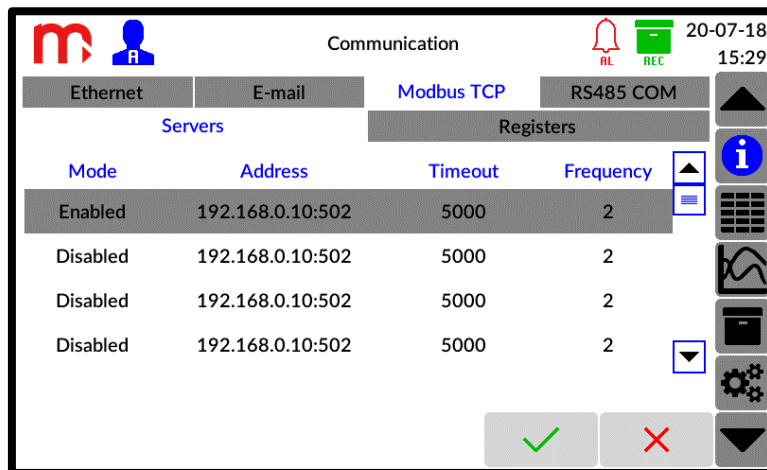 m
A
Communication
AL
REC
20-07-18
15:29
Ethernet E-mail Modbus TCP RS485 COM
Servers Registers
Mode Address Timeout Frequency
Enabled 192.168.0.10:502 5000 2
Disabled 192.168.0.10:502 5000 2
Disabled 192.168.0.10:502 5000 2
Disabled 192.168.0.10:502 5000 2